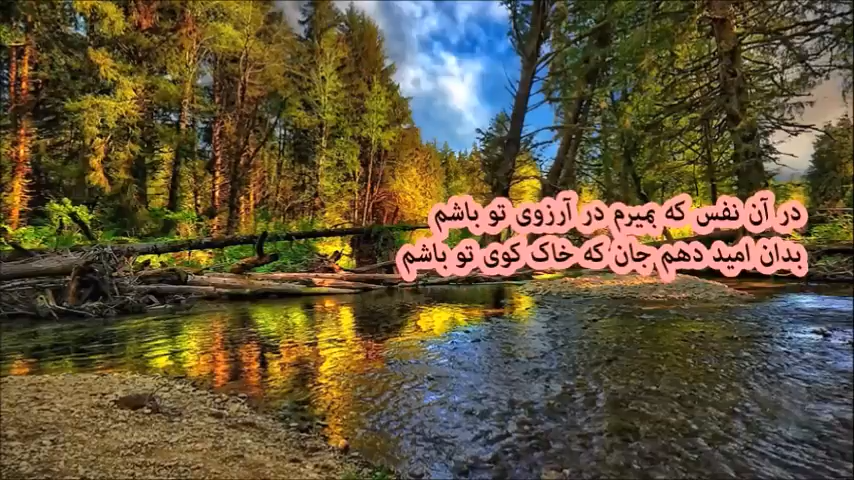 در آن نفس که بمیرم در آرزوی تو باشم
بدان امید دهم جان که خاک کوی تو باشم